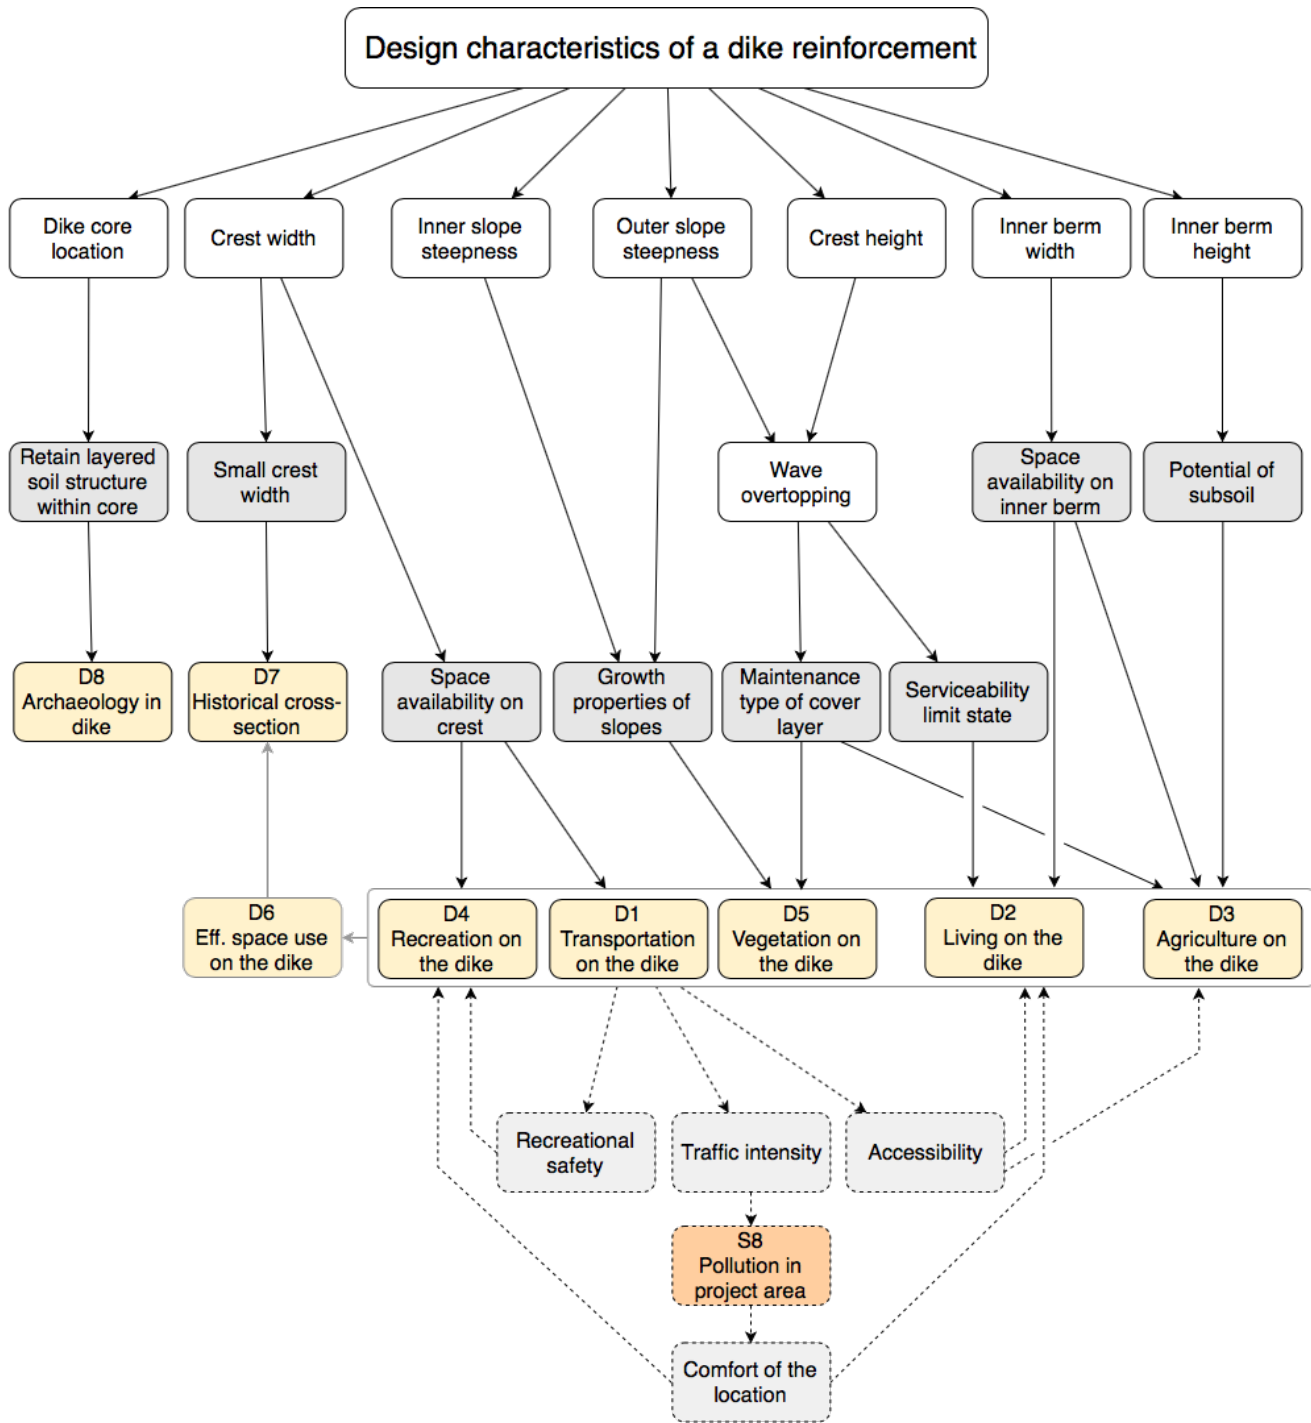 Design characteristics of a dike reinforcement
Dike core
location
Crest width
Inner slope
steepness
Outer slope
steepness
Crest height
Inner berm
width
Inner berm
height
Retain layered
soil structure
within core
Small crest
width
Wave
overtopping
Space
availability on
inner berm
Potential of
subsoil
D8
Archaeology in
dike
D7
Historical cross-
section
Space
availability on
crest
Growth
properties of
slopes
Maintenance
type of cover
layer
Serviceability
limit state
D6
Eff. space use
on the dike
D4
Recreation on
the dike
D1
Transportation
on the dike
D5
Vegetation on
the dike
D2
Living on the
dike
D3
Agriculture on
the dike
Recreational
safety
Traffic intensity
Accessibility
S8
Pollution in
project area
Comfort of the
location